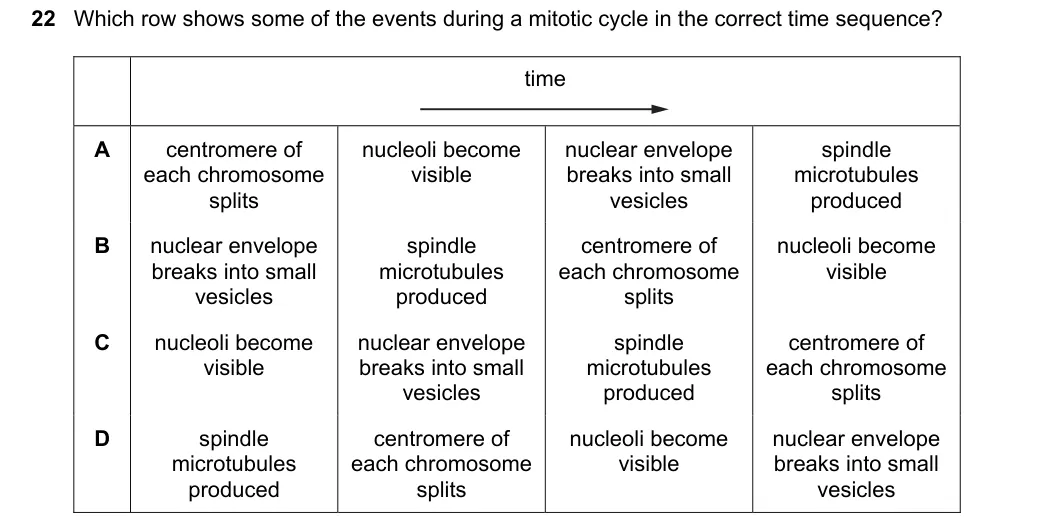 22 Which row shows some of the events during a mitotic cycle in the correct time sequence?
time
A centromere of each chromosome splits nucleoli become visible nuclear envelope breaks into small vesicles spindle microtubules produced
B nuclear envelope breaks into small vesicles spindle microtubules produced centromere of each chromosome splits nucleoli become visible
C nucleoli become visible nuclear envelope breaks into small vesicles spindle microtubules produced centromere of each chromosome splits
D spindle microtubules produced centromere of each chromosome splits nucleoli become visible nuclear envelope breaks into small vesicles